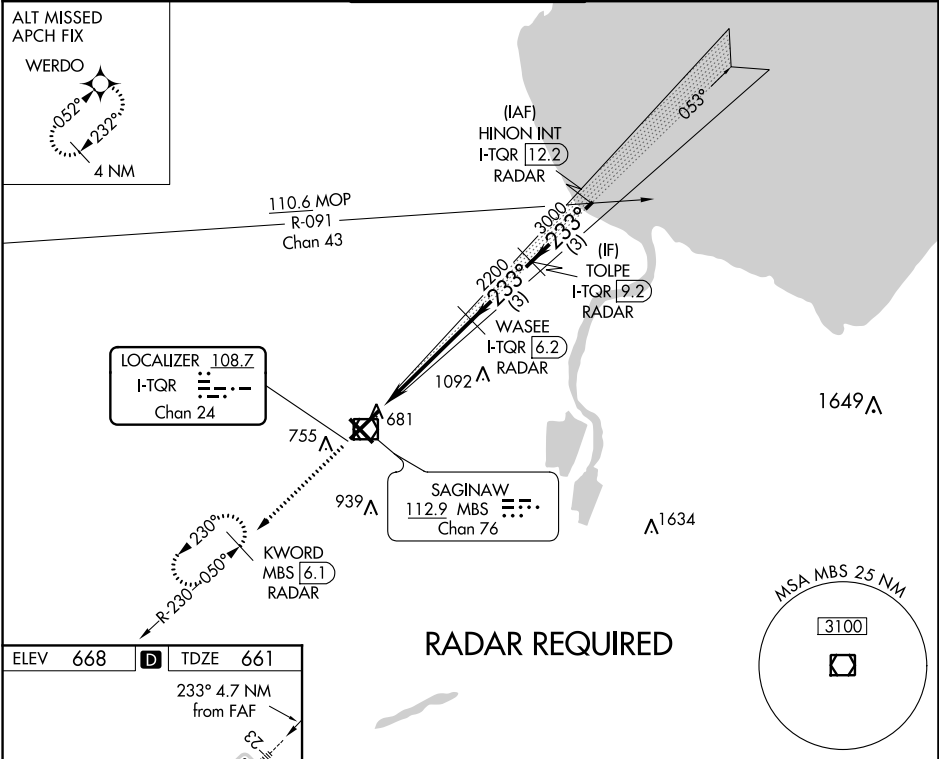 ALT MISSED
APCH FIX
WERDO
052°
232°
4 NM
(IAF)
HINON INT
I-TQR 12.2
RADAR
053°
110.6 MOP
R-091
Chan 43
3000
233°
(3)
(IF)
TOLPE
I-TQR 9.2
RADAR
2200
233°
(3)
WASEE
I-TQR 6.2
RADAR
LOCALIZER 108.7
I-TQR
Chan 24
1092
1649
681
755
SAGINAW
112.9 MBS
Chan 76
939
1634
230°
R-230
050°
KWORD
MBS 6.1
RADAR
MSA MBS 25 NM
3100
RADAR REQUIRED
ELEV 668 D TDZE 661
233° 4.7 NM
from FAF
23